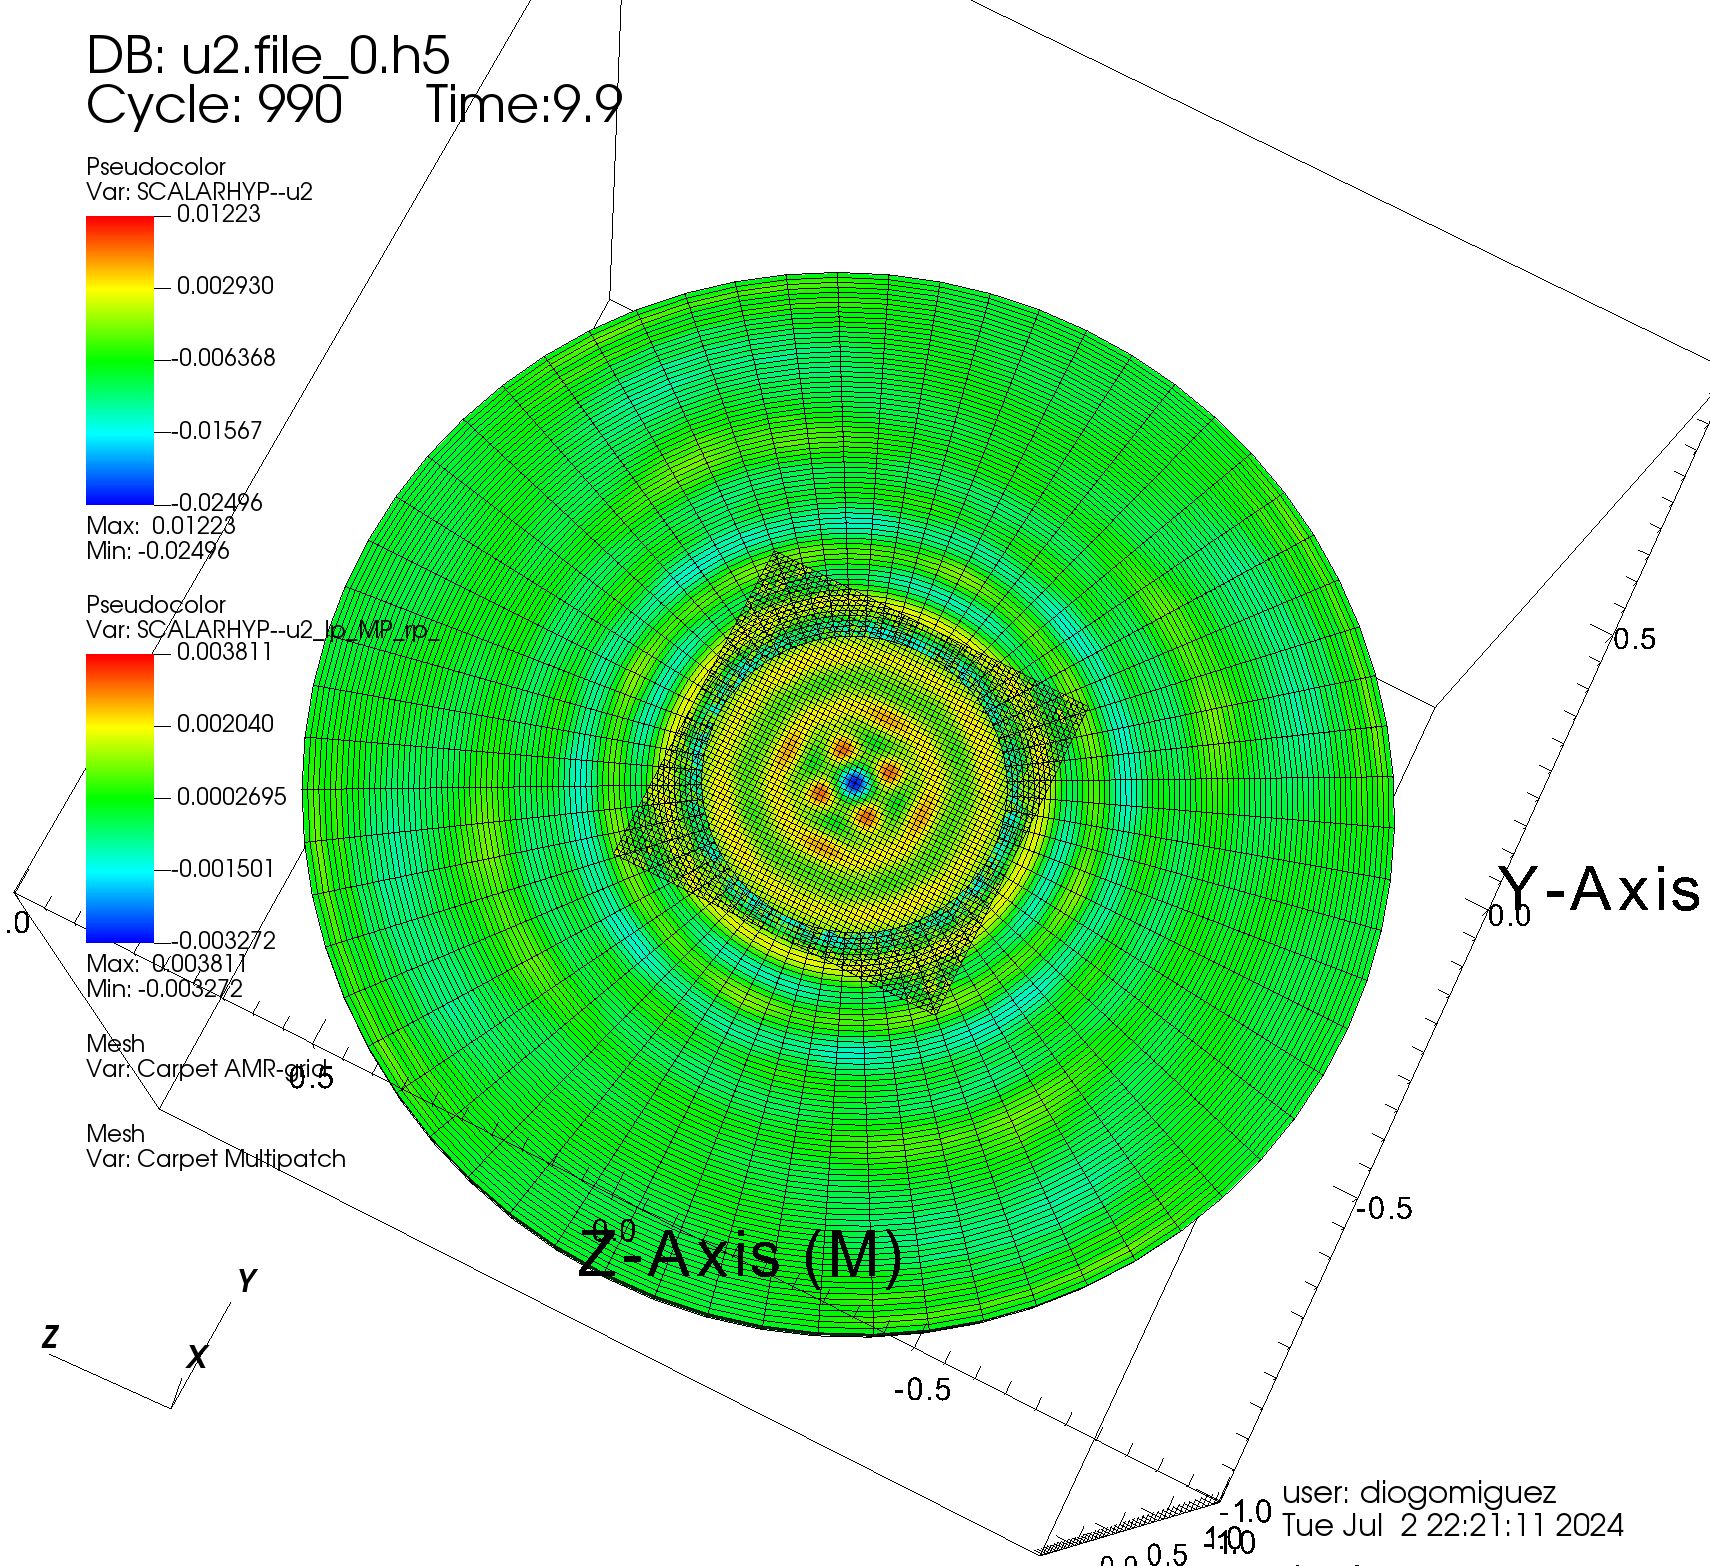 DB: u2.file_0.h5
Cycle: 990 Time:9.9
Pseudocolor
Var: SCALARHYP--u2
0.01223
0.002930
-0.006368
-0.01567
-0.02496
Max: 0.01223
Min: -0.02496
Pseudocolor
Var: SCALARHYP--u2_lp_MP_rp_
0.003811
0.002040
0.0002695
-0.001501
-0.003272
Max: 0.003811
Min: -0.003272
Mesh
Var: Carpet AMR-grid
Mesh
Var: Carpet Multipatch
.0
0.5
0.0
Z-Axis (M)
-0.5
0.5
Y-Axis
0.0
-0.5
-1.0
0.5
Z
Y
X
user: diogomiguez
Tue Jul 2 22:21:11 2024